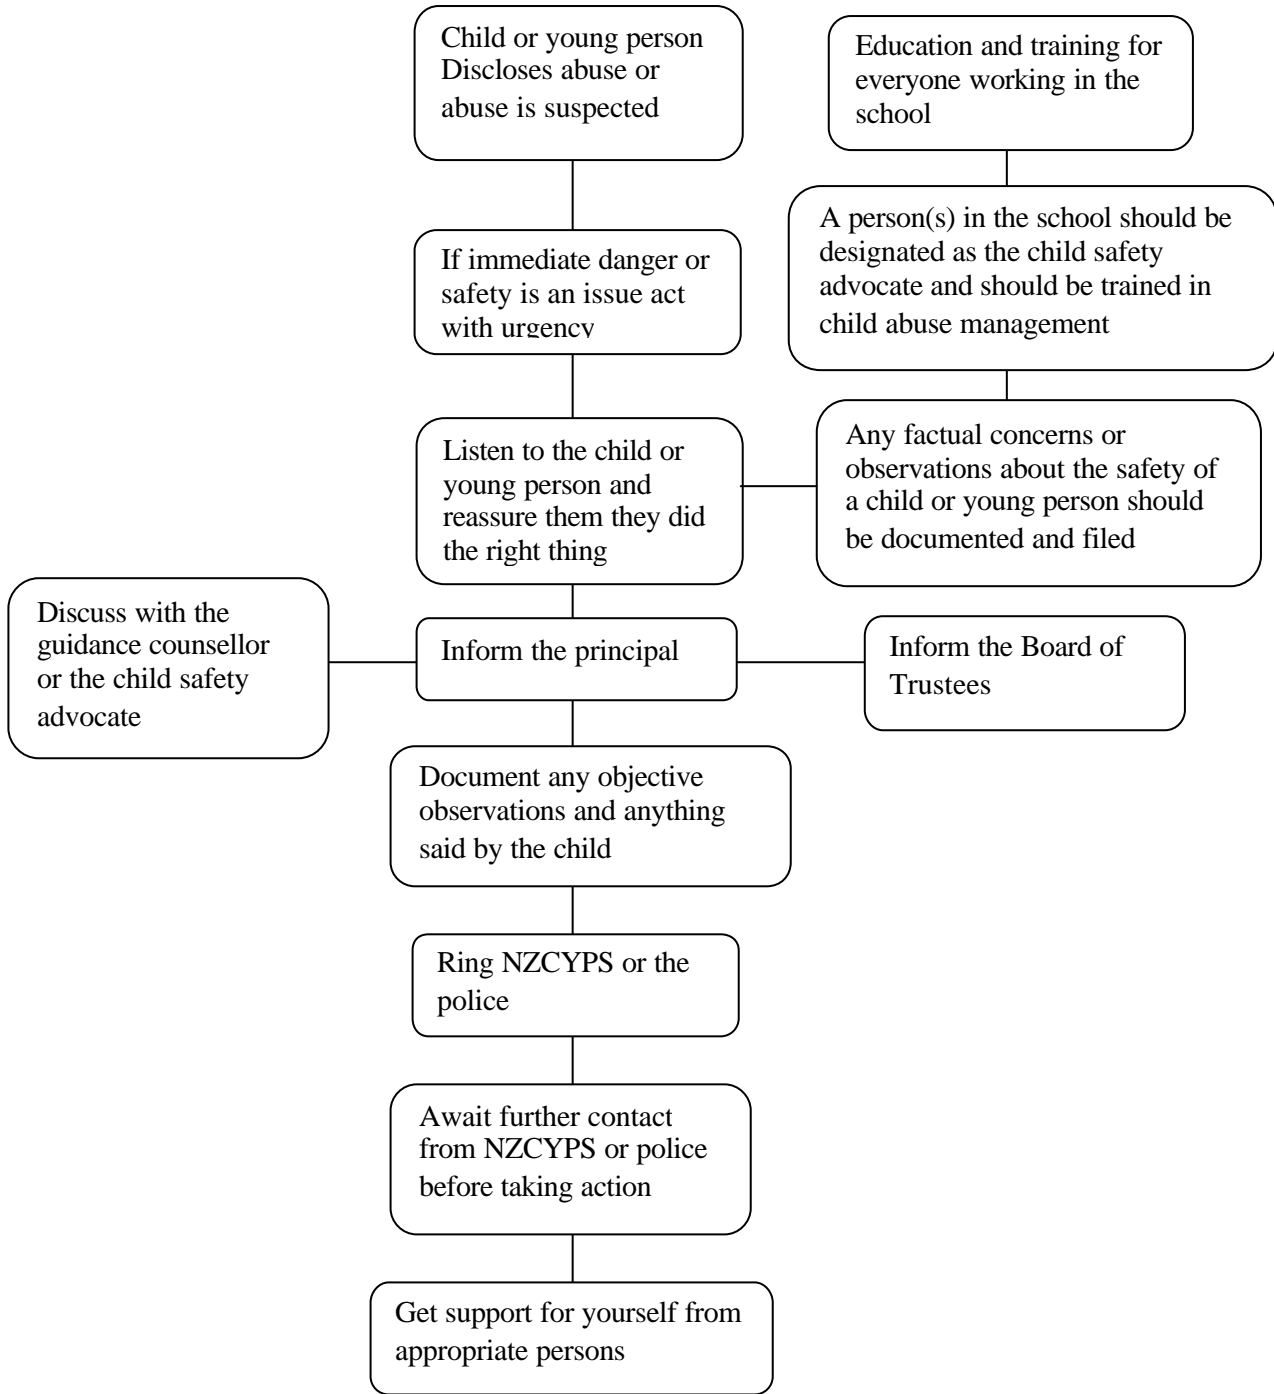 Child or young person
Discloses abuse or
abuse is suspected
Education and training for
everyone working in the
school
A person(s) in the school should be
designated as the child safety
advocate and should be trained in
child abuse management
If immediate danger or
safety is an issue act
with urgency
Listen to the child or
young person and
reassure them they did
the right thing
Any factual concerns or
observations about the safety of
a child or young person should
be documented and filed
Discuss with the
guidance counsellor
or the child safety
advocate
Inform the principal
Inform the Board of
Trustees
Document any objective
observations and anything
said by the child
Ring NZCYPS or the
police
Await further contact
from NZCYPS or police
before taking action
Get support for yourself from
appropriate persons